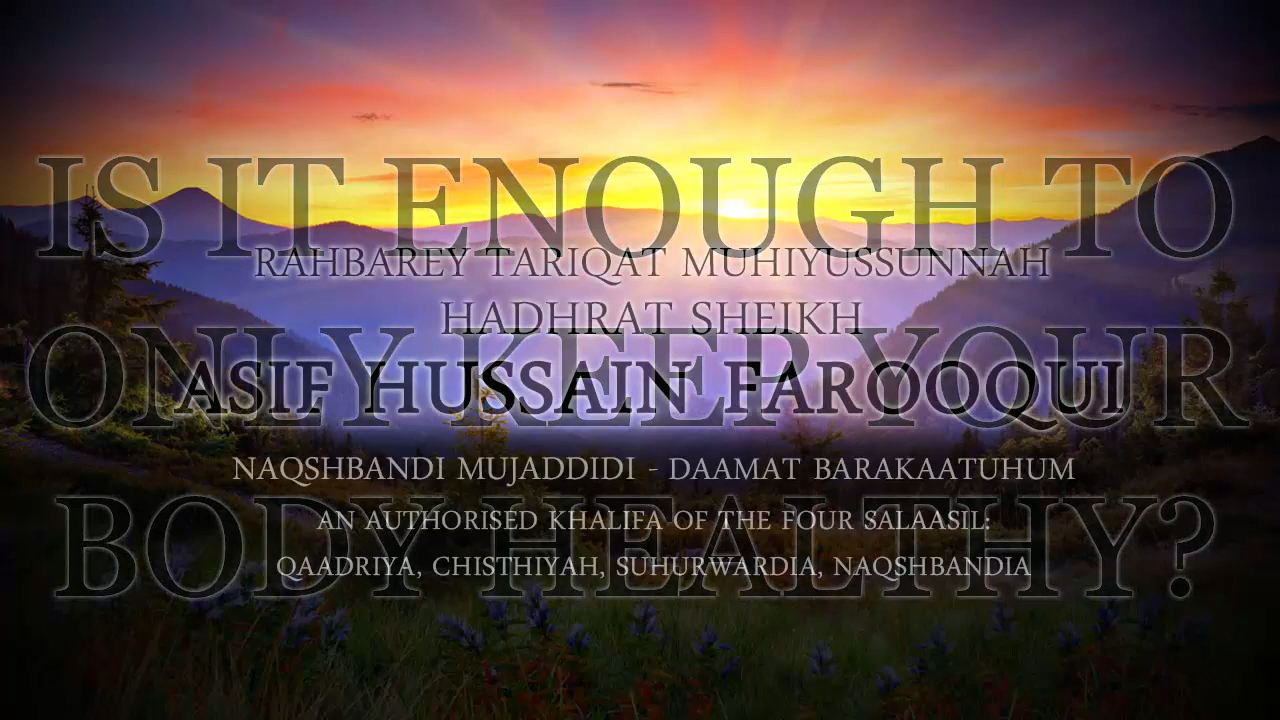 IS IT ENOUGH TO
RAHBAREY TARIQAT MUHIYUSSUNNAH
HADHRAT SHEIKH
ONLY KEEP YOUR
ASIF HUSSAIN FAROOQUI
NAQSHBANDI MUJADDIDI - DAAMAT BARAKAATUHUM
BODY HEALTHY?
AN AUTHORISED KHALIFA OF THE FOUR SALAASIL:
QAADRIYA, CHISTHIYAH, SUHURWARDIA, NAQSHBANDIA